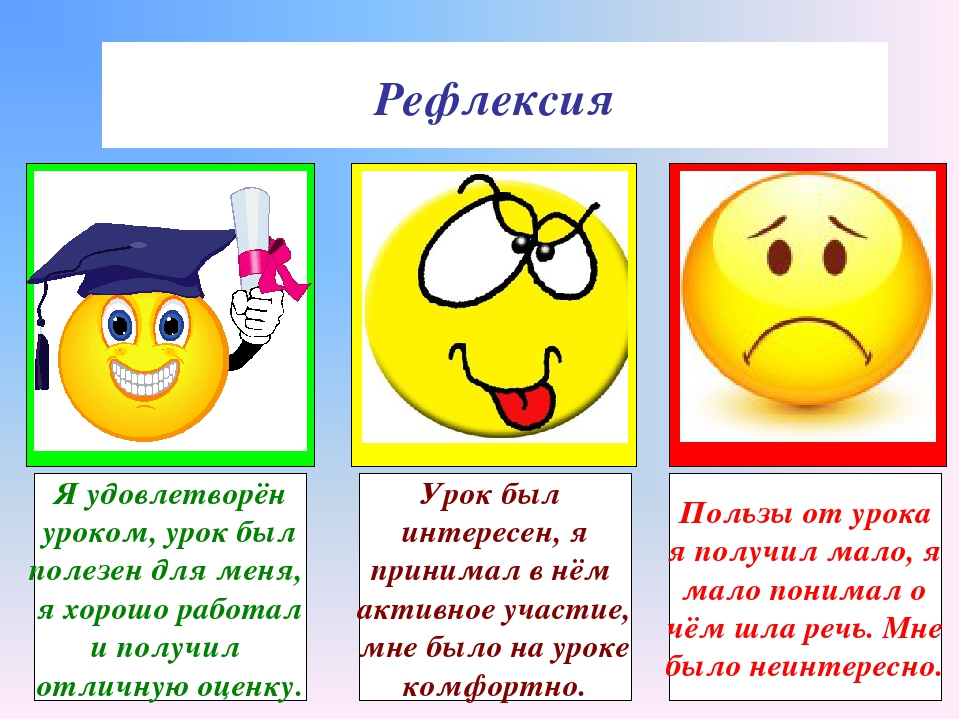 Рефлексия
Я удовлетворён
уроком, урок был
полезен для меня,
я хорошо работал
и получил
отличную оценку.
Урок был
интересен, я
принимал в нём
активное участие,
мне было на уроке
комфортно.
Пользы от урока
я получил мало, я
мало понимал о
чём шла речь. Мне
было неинтересно.